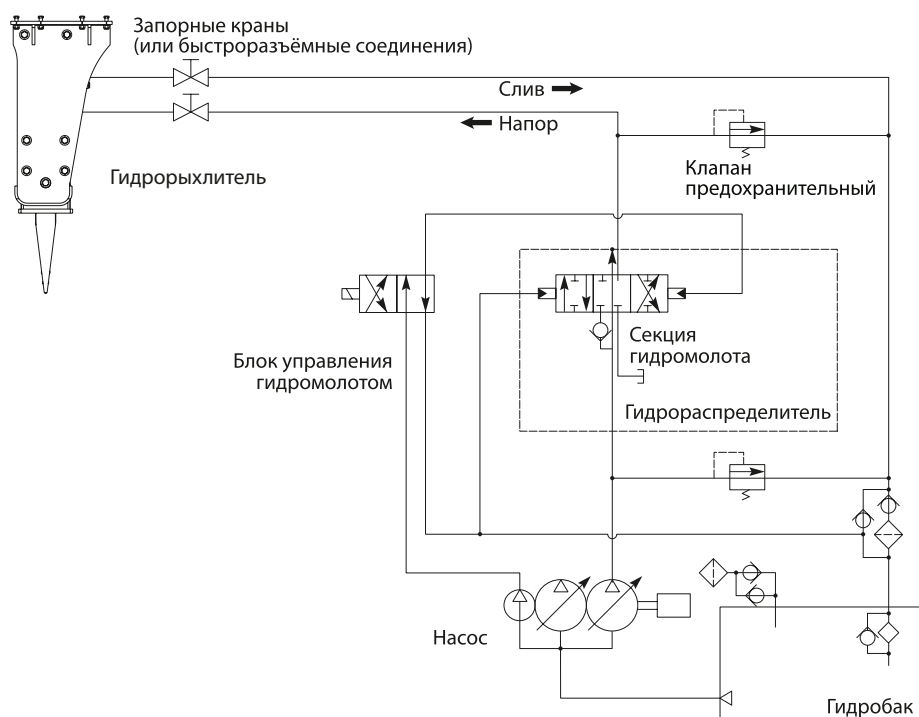 Запорные краны
(или быстроразъёмные соединения)
Слив
Напор
Клапан
предохранительный
Гидрорыхлитель
Секция
гидромолота
Блок управления
гидромолотом
Гидрораспределитель
Насос
Гидробак